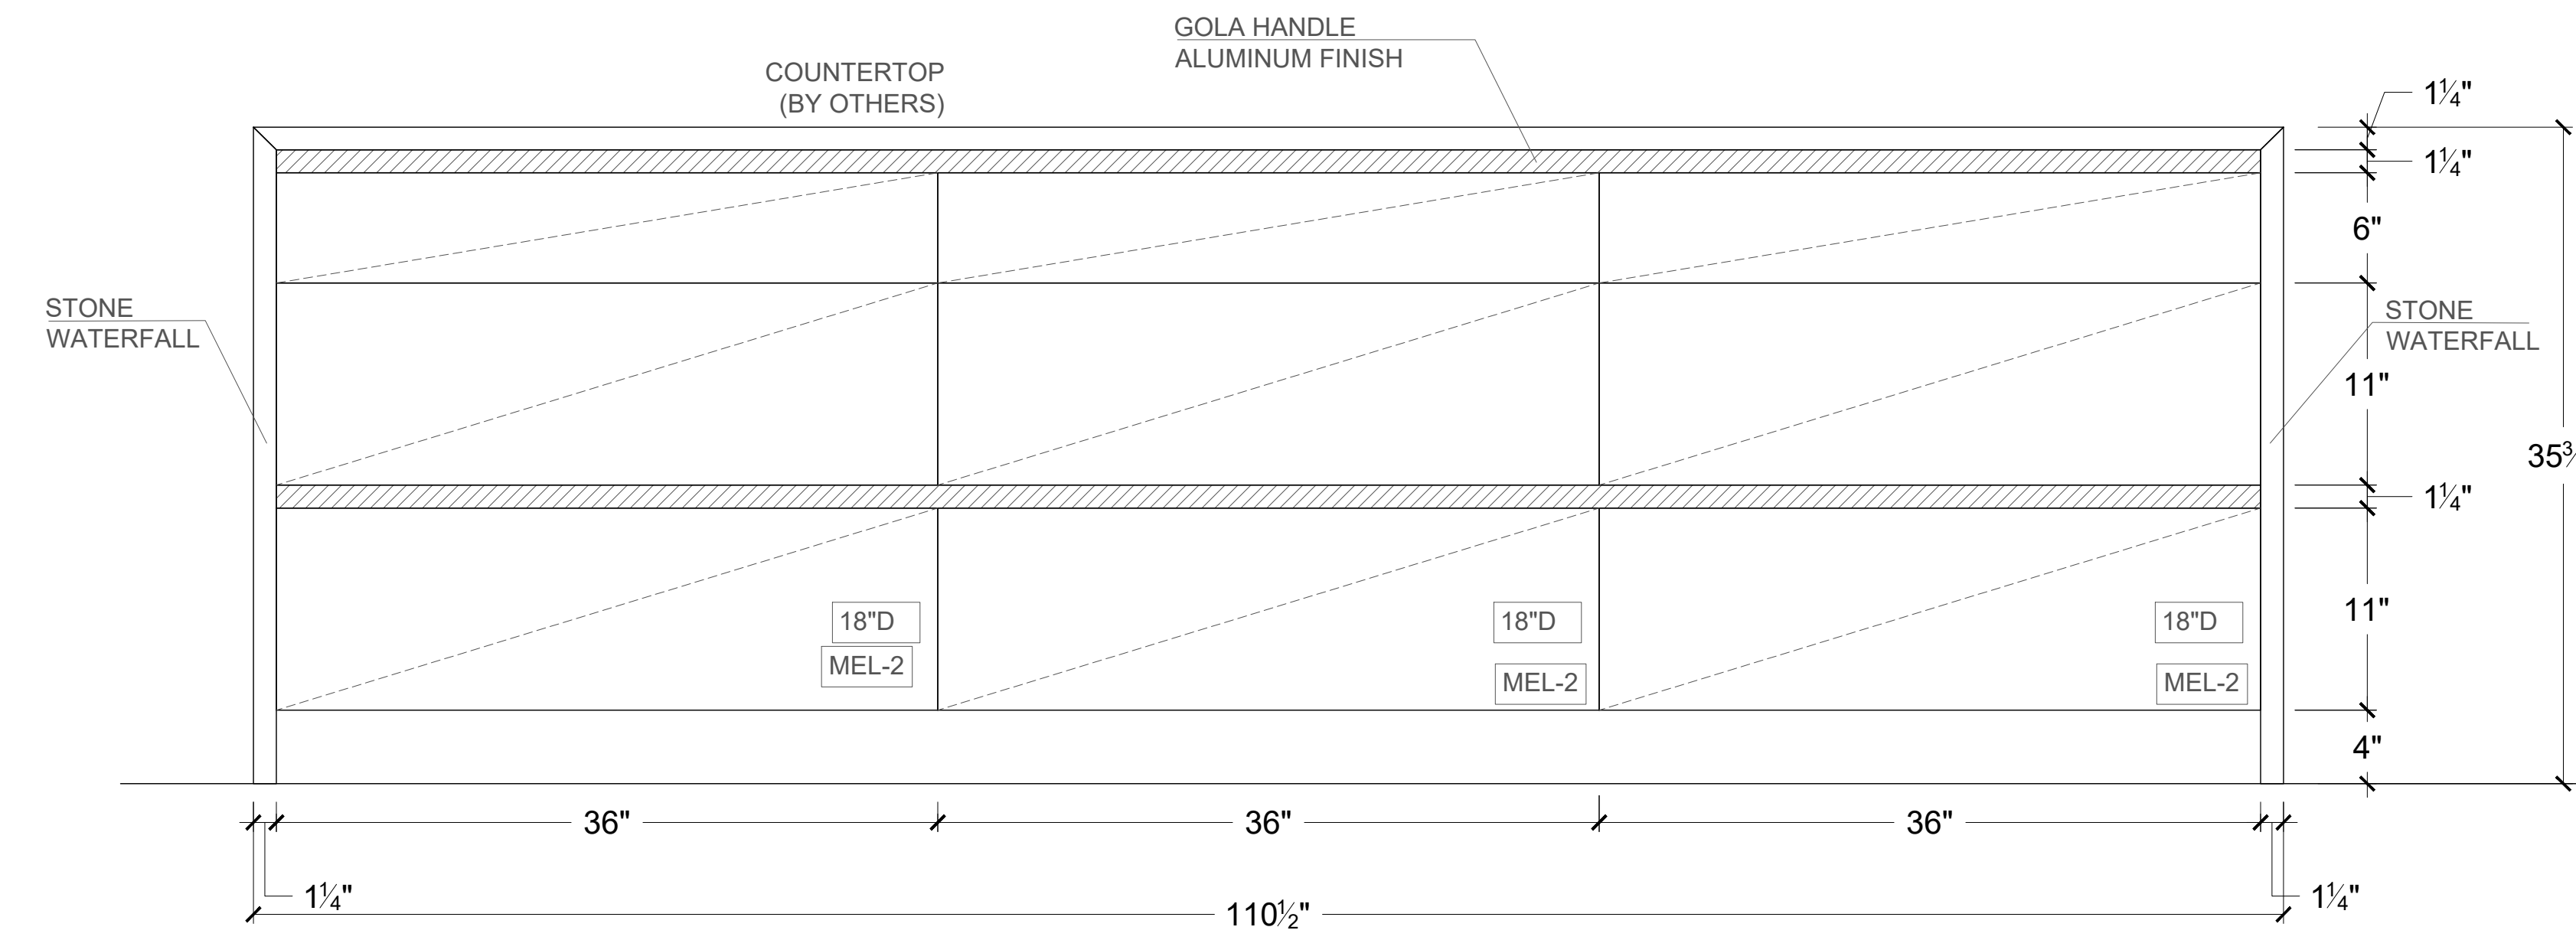 GOLA HANDLE
ALUMINUM FINISH
COUNTERTOP
(BY OTHERS)
1¼"
1¼"
6"
STONE
WATERFALL
STONE
WATERFALL
11"
1¼"
18"D
18"D
18"D
11"
MEL-2
MEL-2
MEL-2
4"
36"
36"
36"
1¼"
1¼"
110½"